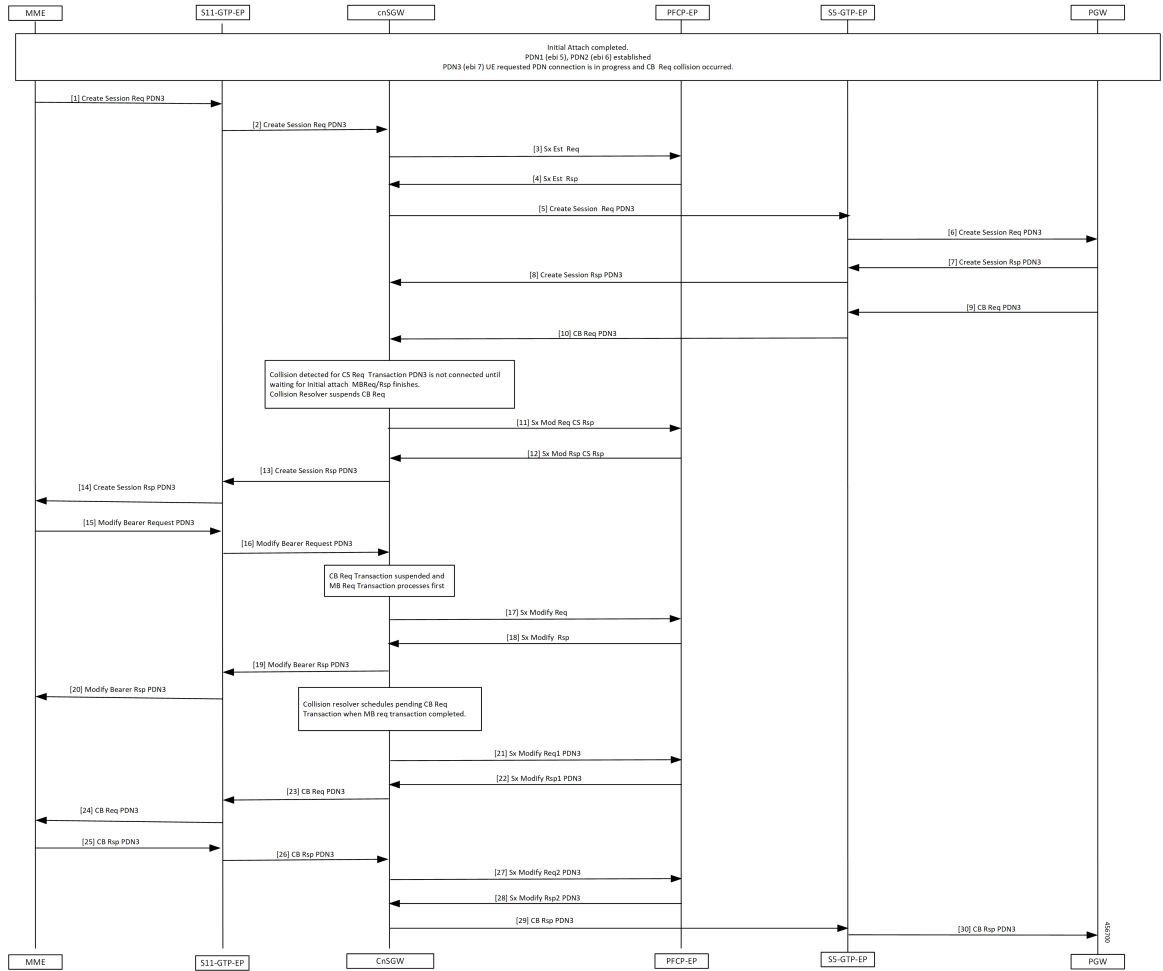 MME
S11-GTP-EP
cnSGW
PFCP-EP
S5-GTP-EP
PGW
Initial Attach completed.
PDN1 (ebi 5), PDN2 (ebi 6) established
PDN3 (ebi 7) UE requested PDN connection is in progress and CB Req collision occurred.
[1] Create Session Req PDN3
[2] Create Session Req PDN3
[3] Sx Est Req
[4] Sx Est Rsp
[5] Create Session Req PDN3
[6] Create Session Req PDN3
[7] Create Session Rsp PDN3
[8] Create Session Rsp PDN3
[9] CB Req PDN3
[10] CB Req PDN3
Collision detected for CS Req Transaction PDN3 is not connected until
waiting for Initial attach MBReq/Rsp finishes.
Collision Resolver suspends CB Req
[11] Sx Mod Req CS Rsp
[12] Sx Mod Rsp CS Rsp
[13] Create Session Rsp PDN3
[14] Create Session Rsp PDN3
[15] Modify Bearer Request PDN3
[16] Modify Bearer Request PDN3
CB Req Transaction suspended and
MB Req Transaction processes first
[17] Sx Modify Req
[18] Sx Modify Rsp
[19] Modify Bearer Rsp PDN3
[20] Modify Bearer Rsp PDN3
Collision resolver schedules pending CB Req
Transaction when MB req transaction completed.
[21] Sx Modify Req1 PDN3
[22] Sx Modify Rsp1 PDN3
[23] CB Req PDN3
[24] CB Req PDN3
[25] CB Rsp PDN3
[26] CB Rsp PDN3
[27] Sx Modify Req2 PDN3
[28] Sx Modify Rsp2 PDN3
[29] CB Rsp PDN3
[30] CB Rsp PDN3
456700
MME
S11-GTP-EP
CnSGW
PFCP-EP
S5-GTP-EP
PGW